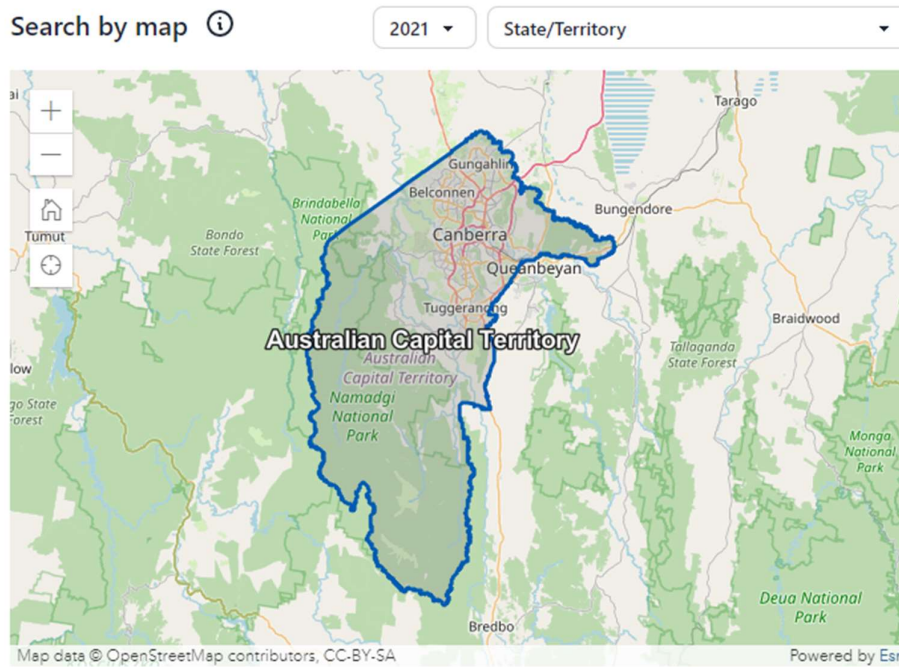 Search by map
2021
State/Territory
ai
Tarago
Gungahlin
Belconnen
Brindabella
National
Park
Bungendore
Bondo
State Forest
Tumut
Canberra
Queanbeyan
Tuggeranong
Braidwood
Australian Capital Territory
Australian
Capital Territory
Tallaganda
State Forest
low
Namadgi
National
Park
go State
Forest
Monga
National
Park
Deua National
Park
Bredbo
Map data © OpenStreetMap contributors, CC-BY-SA
Powered by Esr